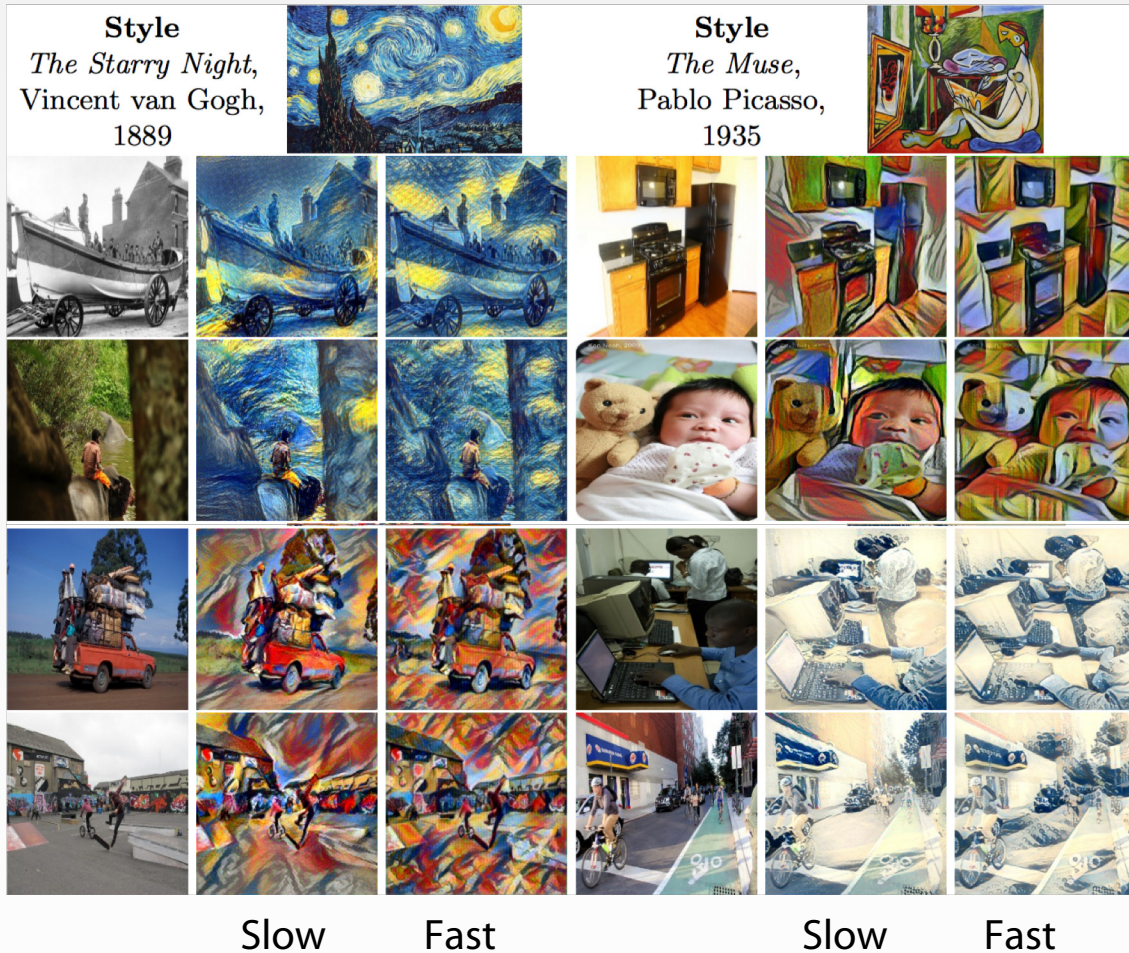 Style
The Starry Night,
Vincent van Gogh,
1889
Style
The Muse,
Pablo Picasso,
1935
Slow Fast Slow Fast